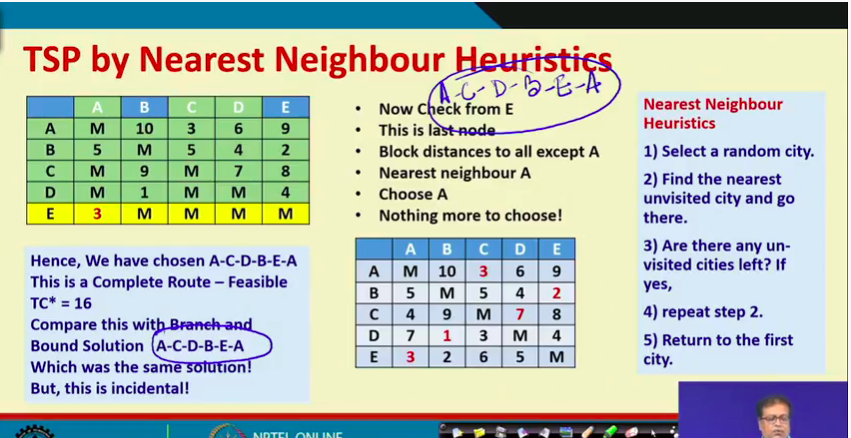 TSP by Nearest Neighbour Heuristics
A-C-D-B-E-A
A B C D E
A M 10 3 6 9
B 5 M 5 4 2
C M 9 M 7 8
D M 1 M M 4
E 3 M M M M
• Now Check from E
• This is last node
• Block distances to all except A
• Nearest neighbour A
• Choose A
• Nothing more to choose!
Hence, We have chosen A-C-D-B-E-A
This is a Complete Route – Feasible
TC* = 16
Compare this with Branch and
Bound Solution A-C-D-B-E-A
Which was the same solution!
But, this is incidental!
A B C D E
A M 10 3 6 9
B 5 M 5 4 2
C 4 9 M 7 8
D 7 1 3 M 4
E 3 2 6 5 M
Nearest Neighbour
Heuristics
1) Select a random city.
2) Find the nearest
unvisited city and go
there.
3) Are there any un-
visited cities left? If
yes,
4) repeat step 2.
5) Return to the first
city.
NPTEL ONLINE